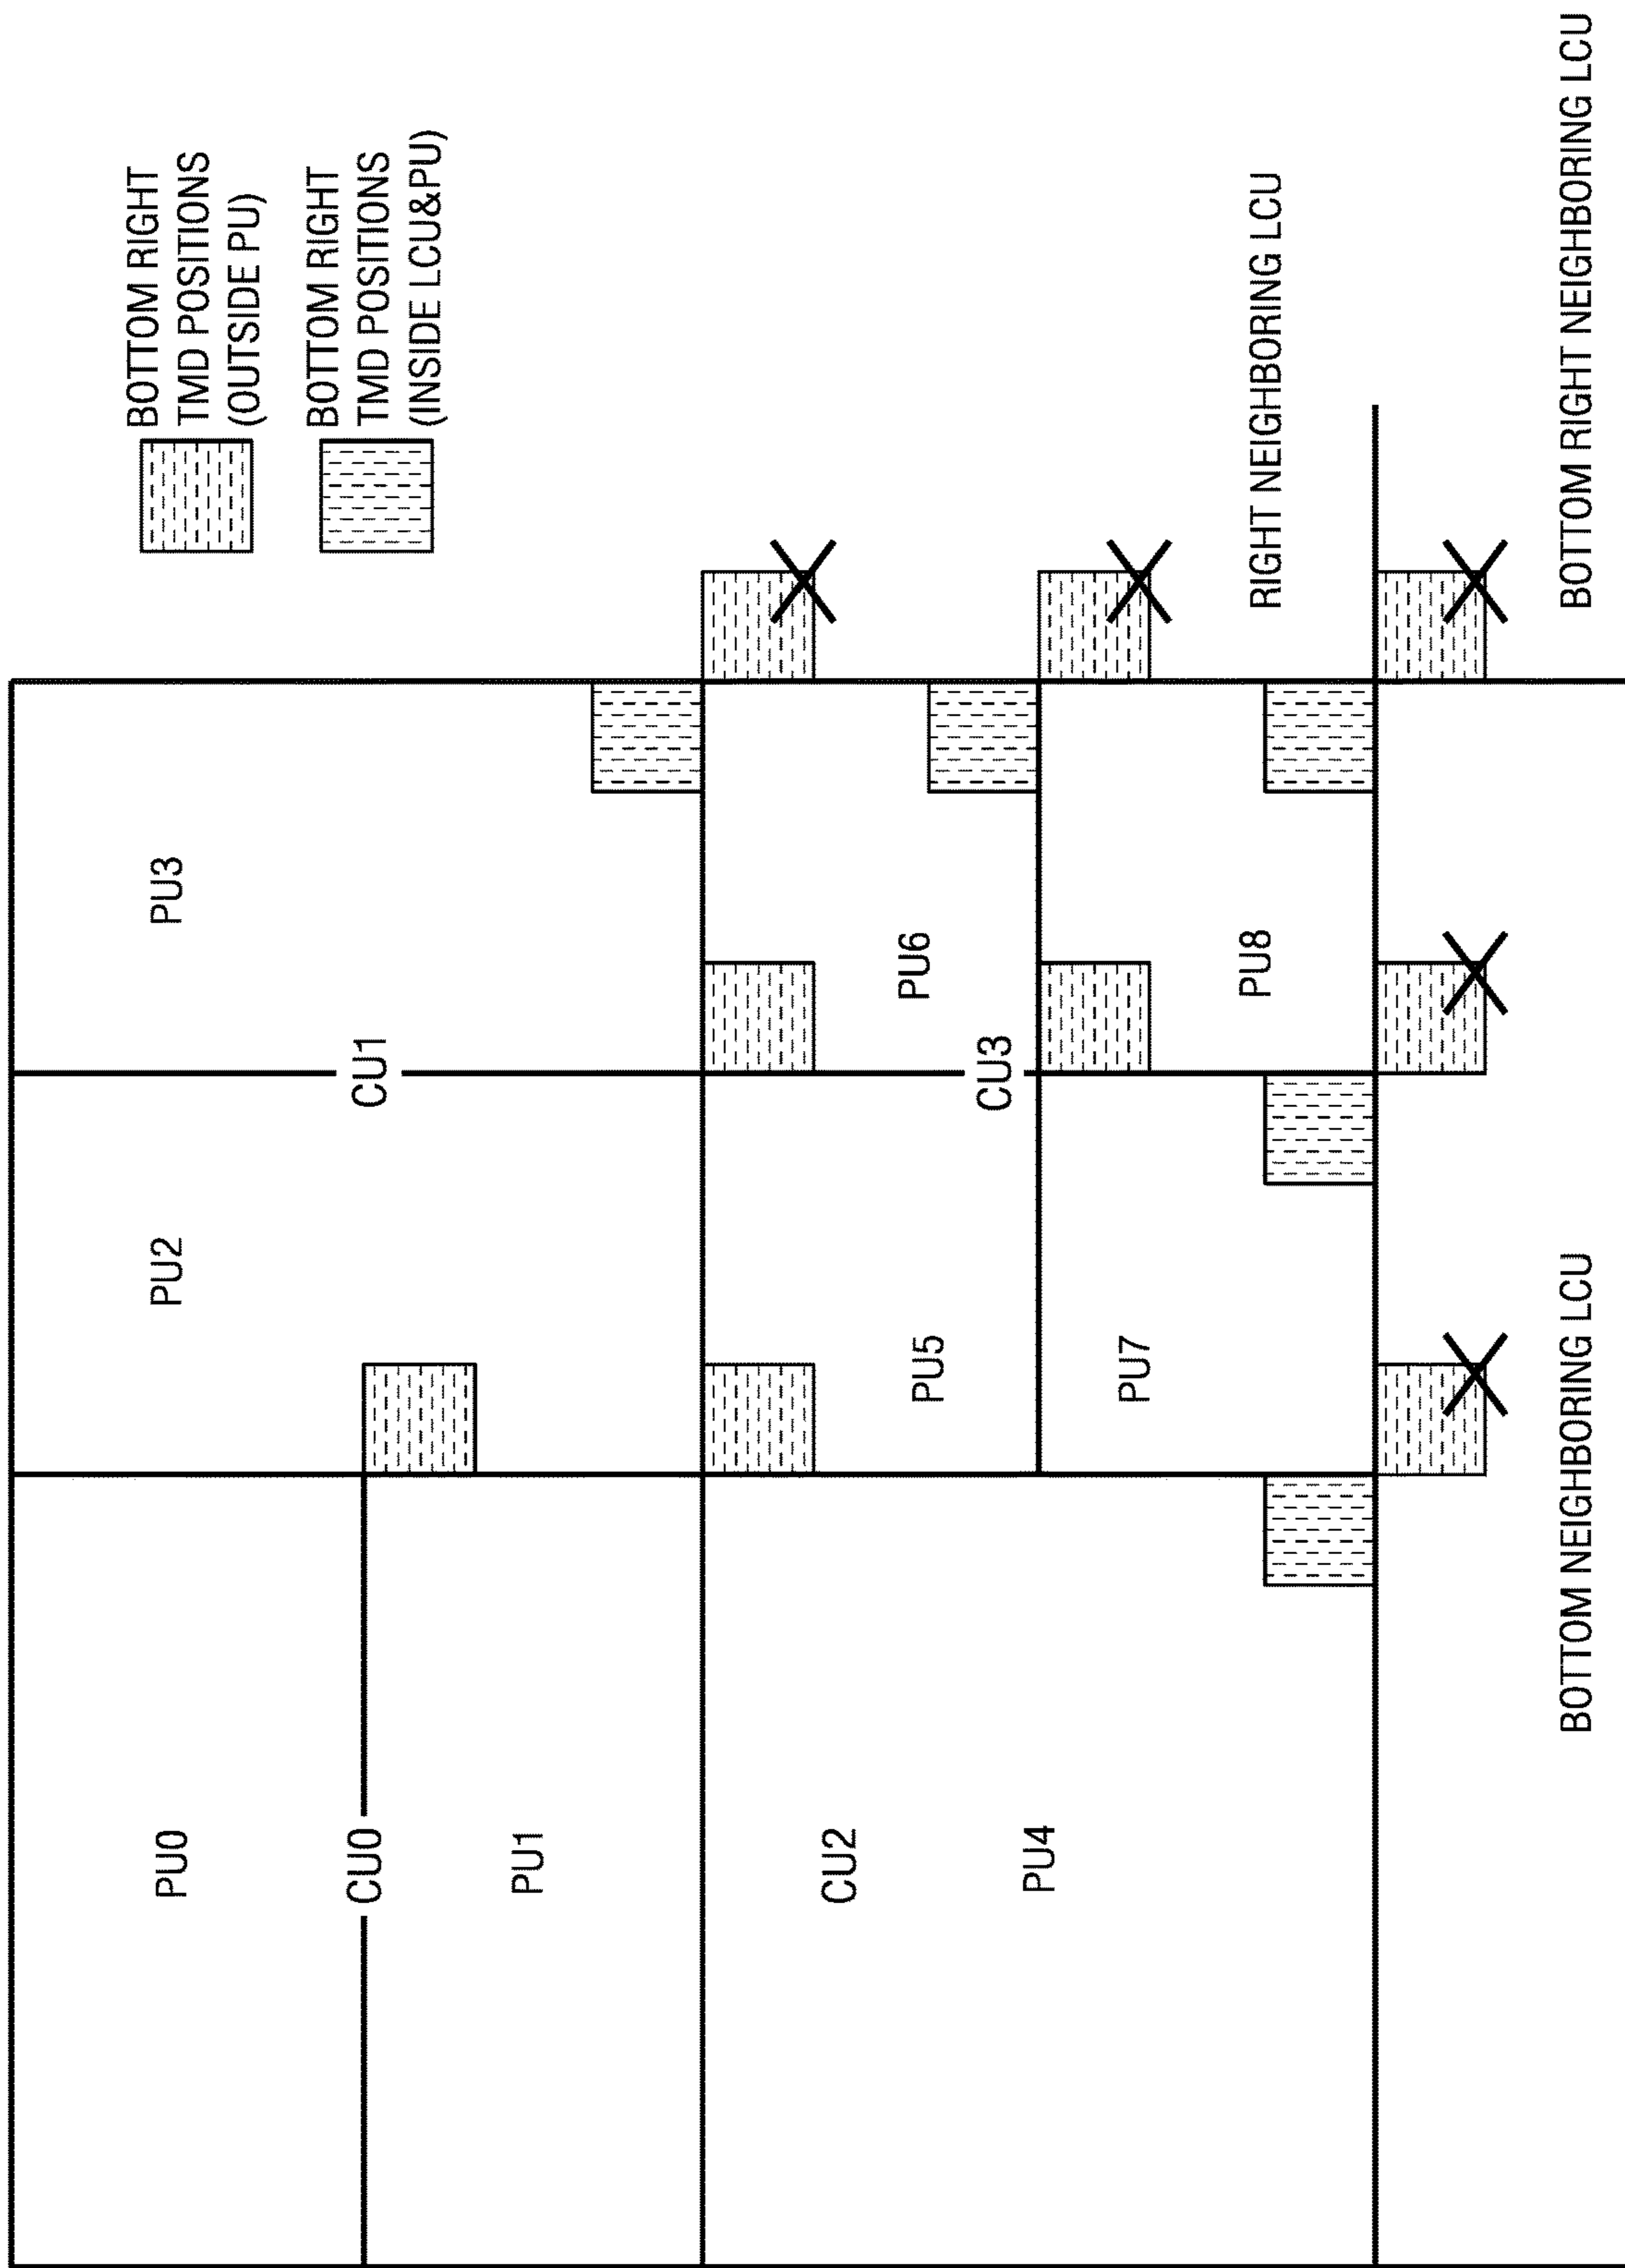 PU0
PU2
PU3
CU0
CU1
PU1
CU2
PU4
PU5
PU6
CU3
PU7
PU8
BOTTOM RIGHT
TMD POSITIONS
(OUTSIDE PU)
BOTTOM RIGHT
TMD POSITIONS
(INSIDE LCU&PU)
RIGHT NEIGHBORING LCU
BOTTOM NEIGHBORING LCU
BOTTOM RIGHT NEIGHBORING LCU